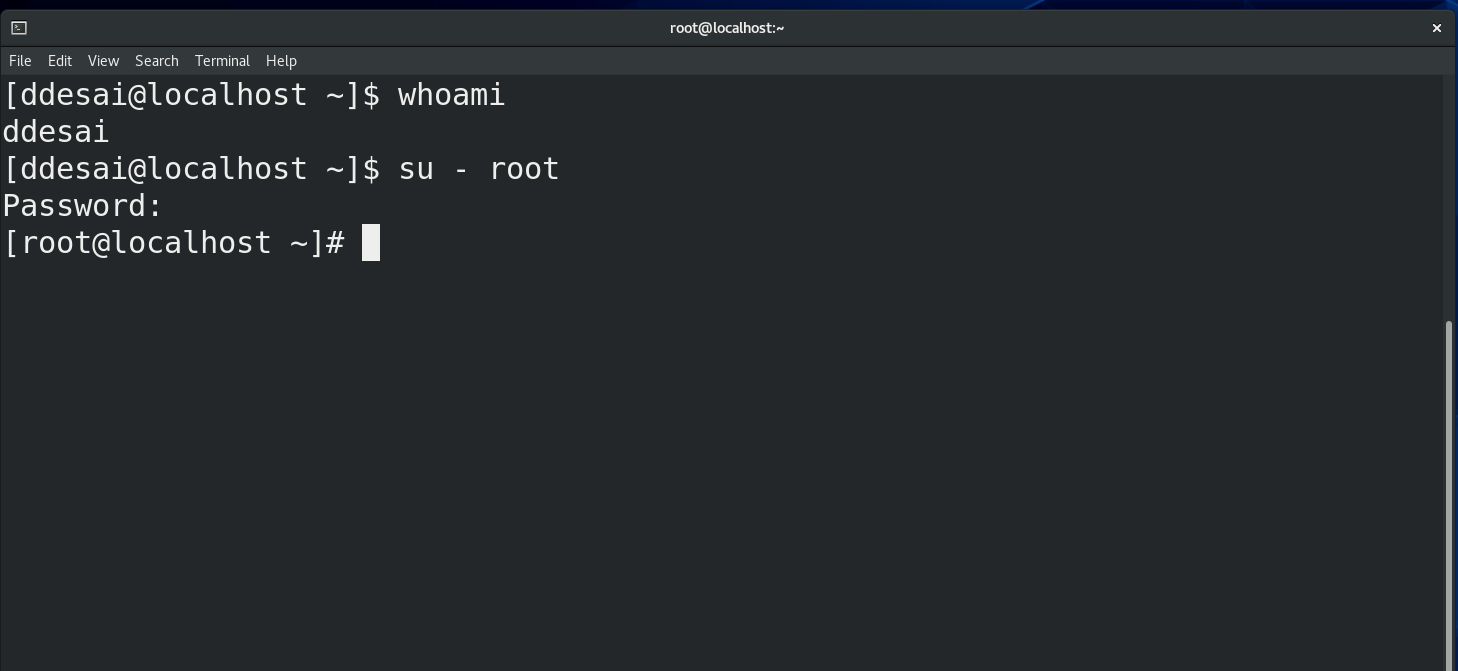 root@localhost:~
File Edit View Search Terminal Help
[ddesai@localhost ~]$ whoami
ddesai
[ddesai@localhost ~]$ su - root
Password:
[root@localhost ~]#